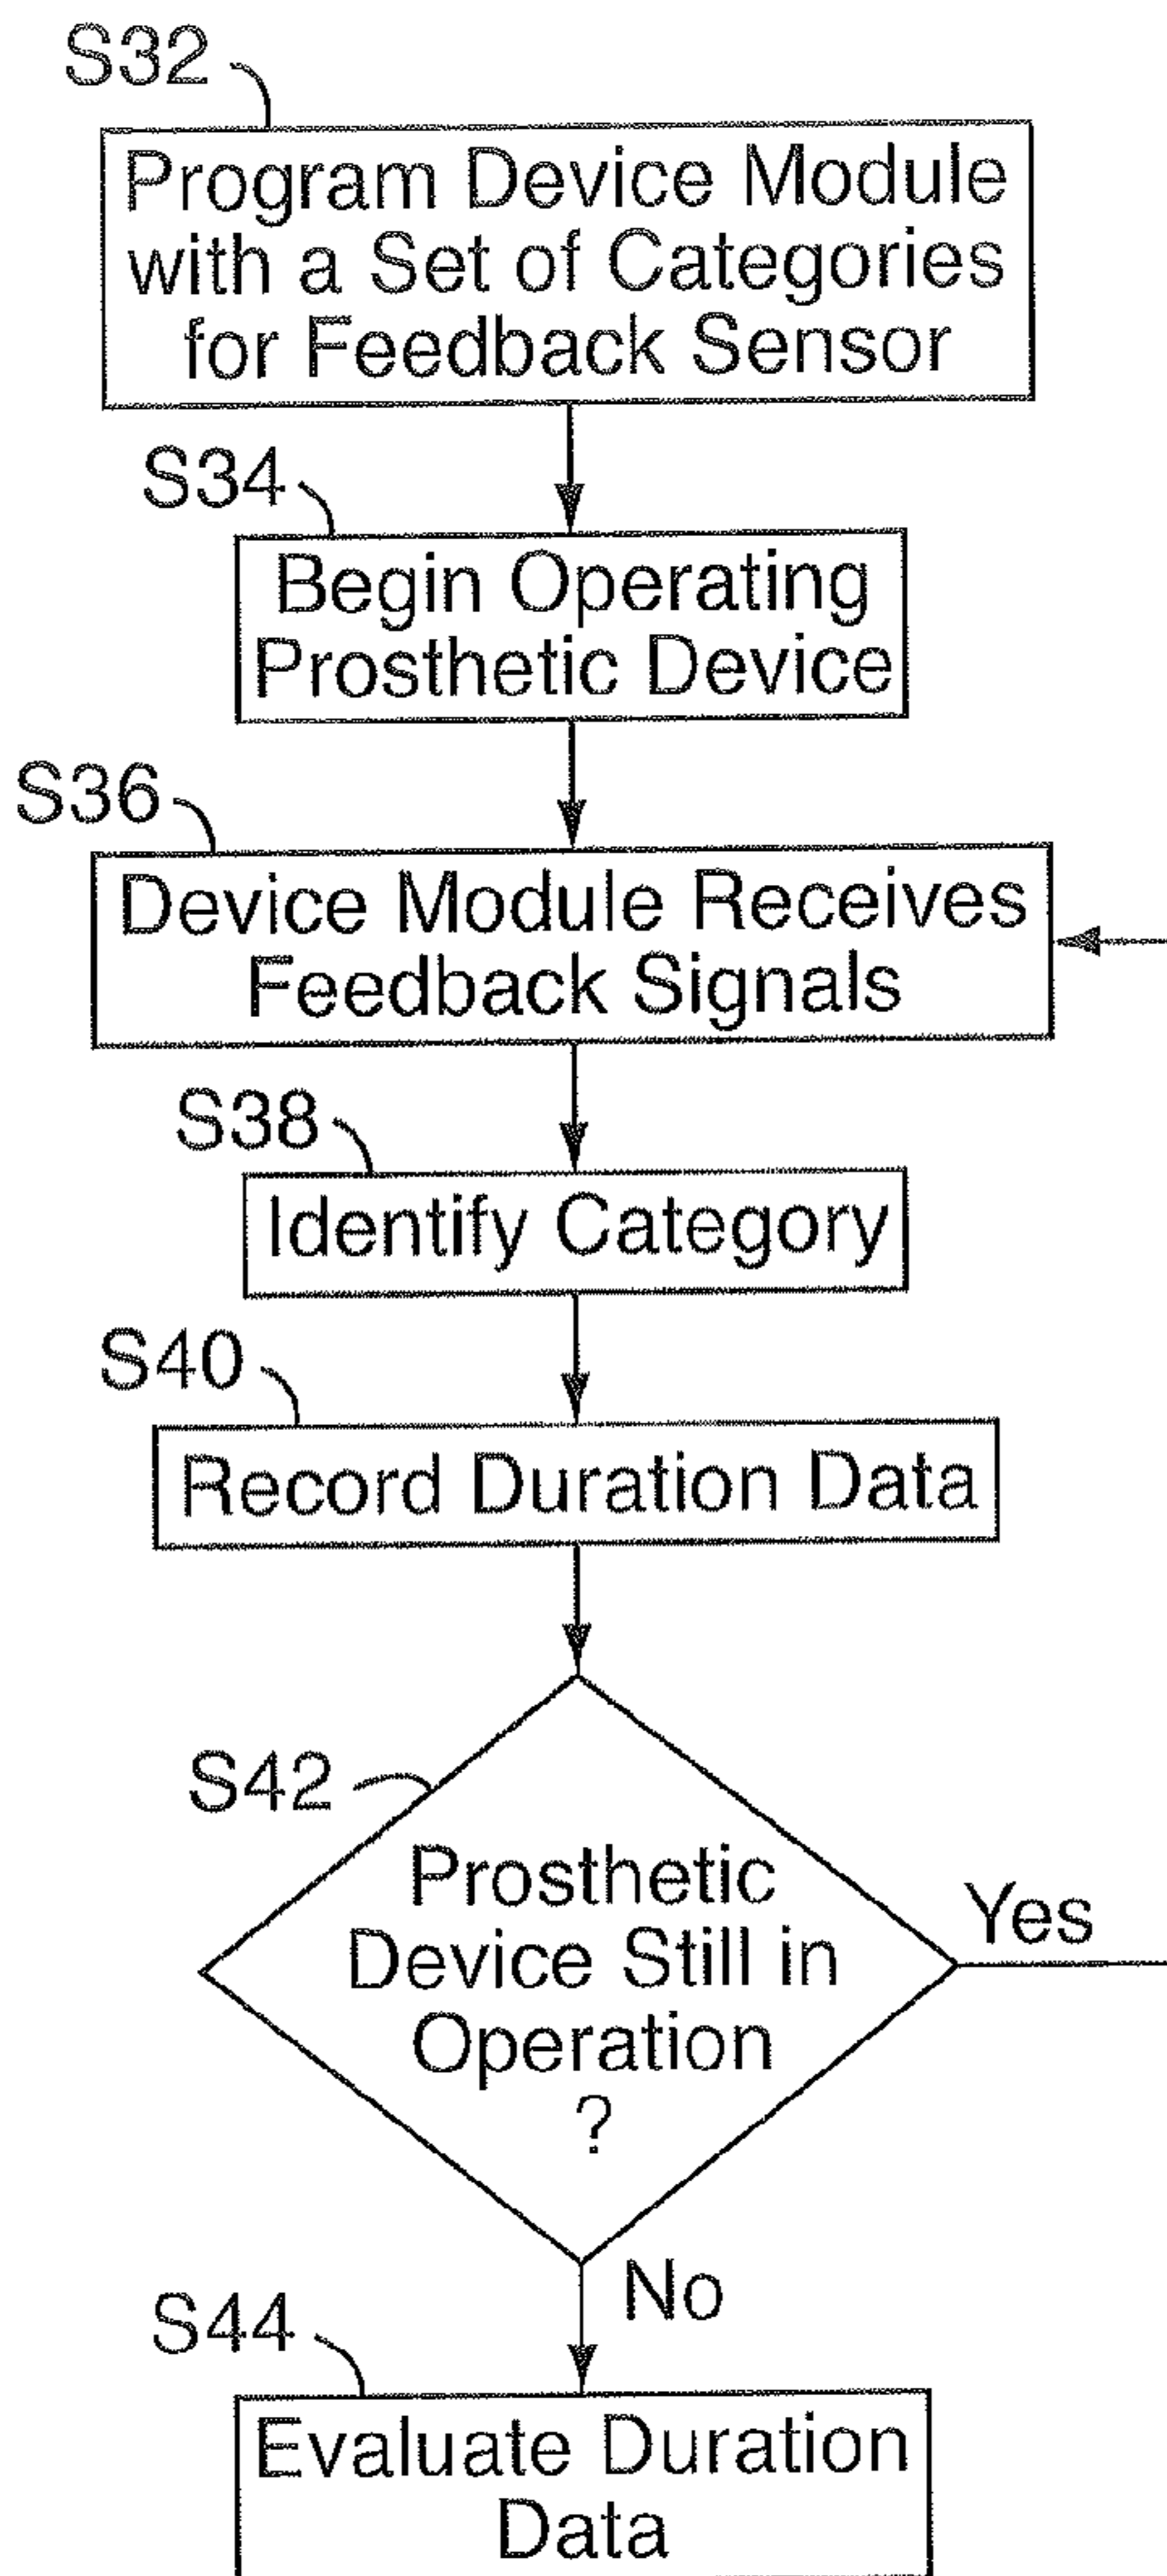 S32
Program Device Module
with a Set of Categories
for Feedback Sensor
S34
Begin Operating
Prosthetic Device
S36
Device Module Receives
Feedback Signals
S38
Identify Category
S40
Record Duration Data
S42
Prosthetic
Device Still in
Operation
?
Yes
No
S44
Evaluate Duration
Data